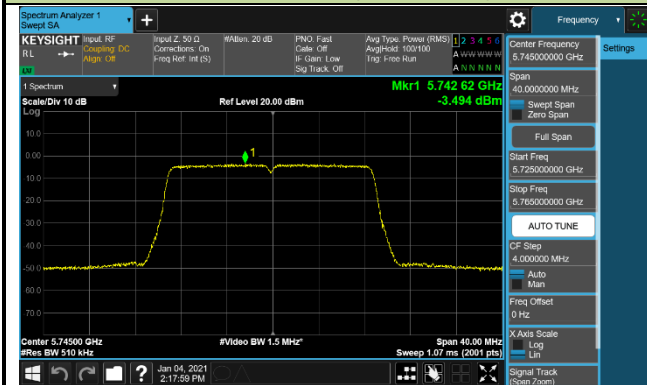 Spectrum Analyzer 1
Swept SA
+
Frequency
KEYSIGHT
RL
Input: RF
Coupling: DC
Align: Off
Input Z: 50 Ω
Corrections: On
Freq Ref: Int (S)
#Atten: 20 dB
PNO: Fast
Gate: Off
IF Gain: Low
Sig Track: Off
Avg Type: Power (RMS)
Avg|Hold: 100/100
Trig: Free Run
1 2 3 4 5 6
A W W W W W
A N N N N N
1 Spectrum
Scale/Div 10 dB
Log
Ref Level 20.00 dBm
Mkr1 5.742 62 GHz
-3.494 dBm
10.0
0.00
-10.0
-20.0
-30.0
-40.0
-50.0
-60.0
-70.0
1
Center 5.74500 GHz
#Res BW 510 kHz
#Video BW 1.5 MHz*
Span 40.00 MHz
Sweep 1.07 ms (2001 pts)
Center Frequency
5.745000000 GHz
Settings
Span
40.0000000 MHz
Swept Span
Zero Span
Full Span
Start Freq
5.725000000 GHz
Stop Freq
5.765000000 GHz
AUTO TUNE
CF Step
4.000000 MHz
Auto
Man
Freq Offset
0 Hz
X Axis Scale
Log
Lin
Signal Track
(Span Zoom)
?
Jan 04, 2021
2:17:59 PM